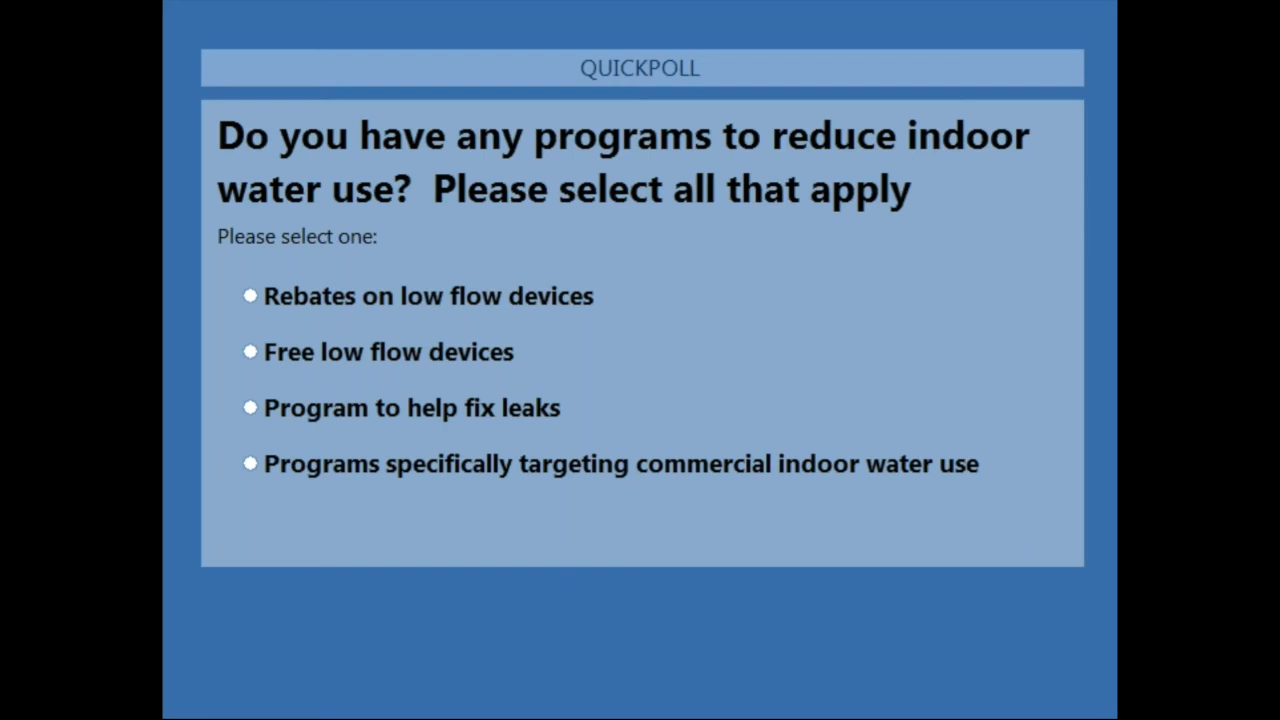 QUICKPOLL
Do you have any programs to reduce indoor
water use?  Please select all that apply
Please select one:
Rebates on low flow devices
Free low flow devices
Program to help fix leaks
Programs specifically targeting commercial indoor water use